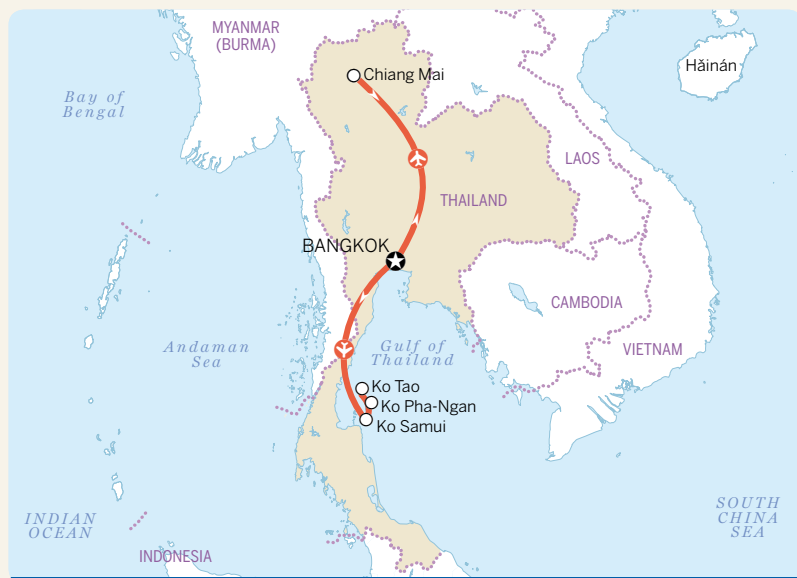 MYANMAR
(BURMA)
Hǎinán
Chiang Mai
Bay of
Bengal
LAOS
THAILAND
BANGKOK
CAMBODIA
Andaman
Sea
Gulf of
Thailand
VIETNAM
Ko Tao
Ko Pha-Ngan
Ko Samui
INDIAN
OCEAN
SOUTH
CHINA
SEA
INDONESIA